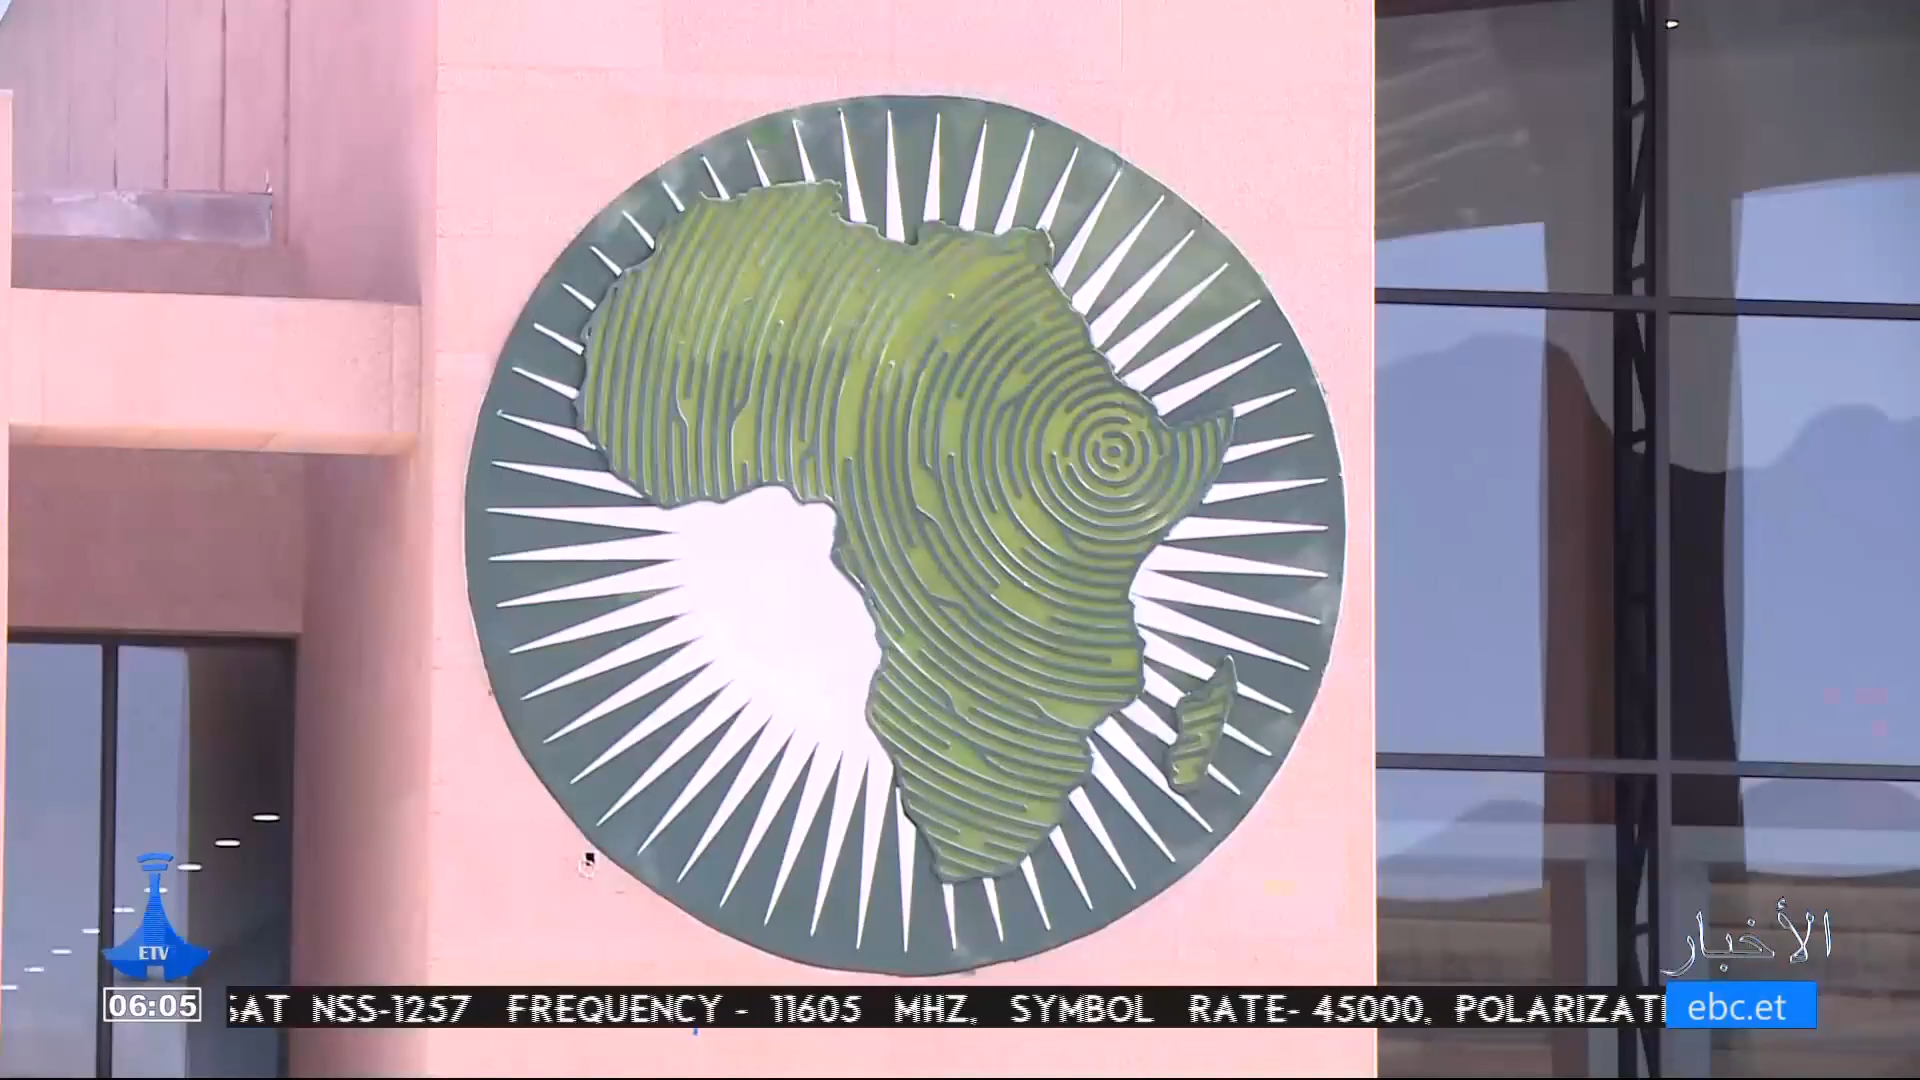 الأخبار
ETV
06:05
SAT NSS-1257 FREQUENCY - 11605 MHZ, SYMBOL RATE- 45000, POLARIZATI
ebc.et